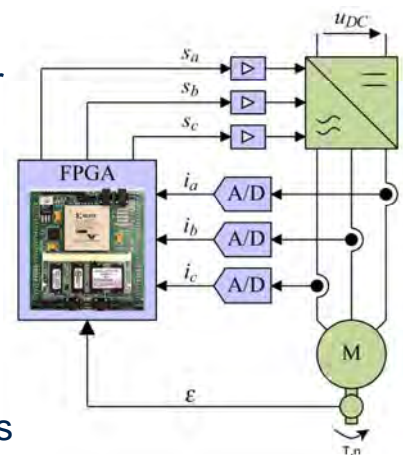 u_DC
s_a
s_b
s_c
FPGA
i_a A/D
i_b A/D
i_c A/D
M
ε
s
T,n